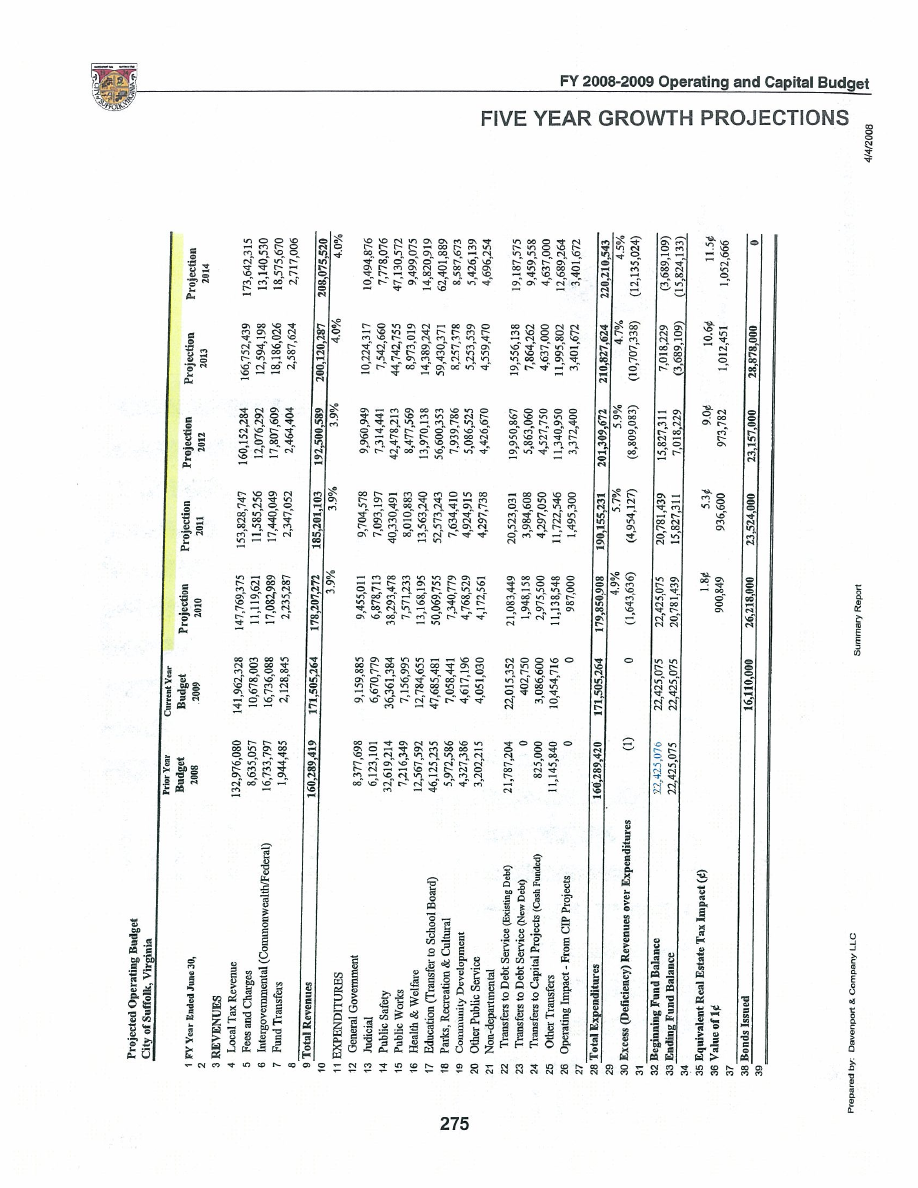 FY 2008-2009 Operating and Capital Budget
FIVE YEAR GROWTH PROJECTIONS
4/4/2008
Projected Operating Budget
City of Suffolk, Virginia
Prior Year Current Year
1 FY Year Ended June 30, Budget Budget Projection Projection Projection Projection Projection
2 2008 2009 2010 2011 2012 2013 2014
3 REVENUES
4 Local Tax Revenue 132,976,080 141,962,328 147,769,375 153,828,747 160,152,284 166,752,439 173,642,315
5 Fees and Charges 8,635,057 10,678,003 11,119,621 11,585,256 12,076,292 12,594,198 13,140,530
6 Intergovernmental (Commonwealth/Federal) 16,733,797 16,736,088 17,082,989 17,440,049 17,807,609 18,186,026 18,575,670
7 Fund Transfers 1,944,485 2,128,845 2,235,287 2,347,052 2,464,404 2,587,624 2,717,006
8
9 Total Revenues 160,289,419 171,505,264 178,207,272 185,201,103 192,500,589 200,120,287 208,075,520
10 3.9% 3.9% 3.9% 4.0% 4.0%
11 EXPENDITURES
12 General Government 8,377,698 9,159,885 9,455,011 9,704,578 9,960,949 10,224,317 10,494,876
13 Judicial 6,123,101 6,670,779 6,878,713 7,093,197 7,314,441 7,542,660 7,778,076
14 Public Safety 32,619,214 36,361,384 38,293,478 40,330,491 42,478,213 44,742,755 47,130,572
15 Public Works 7,216,349 7,156,995 7,571,233 8,010,883 8,477,569 8,973,019 9,499,075
16 Health & Welfare 12,567,592 12,784,655 13,168,195 13,563,240 13,970,138 14,389,242 14,820,919
17 Education (Transfer to School Board) 46,125,235 47,685,481 50,069,755 52,573,243 56,600,353 59,430,371 62,401,889
18 Parks, Recreation & Cultural 5,972,586 7,058,441 7,340,779 7,634,410 7,939,786 8,257,378 8,587,673
19 Community Development 4,327,386 4,617,196 4,768,529 4,924,915 5,086,525 5,253,539 5,426,139
20 Other Public Service 3,202,215 4,051,030 4,172,561 4,297,738 4,426,670 4,559,470 4,696,254
21 Non-departmental
22 Transfers to Debt Service (Existing Debt) 21,787,204 22,015,352 21,083,449 20,523,031 19,950,867 19,556,138 19,187,575
23 Transfers to Debt Service (New Debt) 0 402,750 1,948,158 3,984,608 5,863,060 7,864,262 9,459,558
24 Transfers to Capital Projects (Cash Funded) 825,000 3,086,600 2,975,500 4,297,050 4,527,750 4,637,000 4,637,000
25 Other Transfers 11,145,840 10,454,716 11,138,548 11,722,546 11,340,950 11,995,802 12,689,264
26 Operating Impact - From CIP Projects 0 0 987,000 1,495,300 3,372,400 3,401,672 3,401,672
27
28 Total Expenditures 160,289,420 171,505,264 179,850,908 190,155,231 201,309,672 210,827,624 220,210,543
29 4.9% 5.7% 5.9% 4.7% 4.5%
30 Excess (Deficiency) Revenues over Expenditures (1) 0 (1,643,636) (4,954,127) (8,809,083) (10,707,338) (12,135,024)
31
32 Beginning Fund Balance 22,425,076 22,425,075 22,425,075 20,781,439 15,827,311 7,018,229 (3,689,109)
33 Ending Fund Balance 22,425,075 22,425,075 20,781,439 15,827,311 7,018,229 (3,689,109) (15,824,133)
34
35 Equivalent Real Estate Tax Impact (¢) 1.8¢ 5.3¢ 9.0¢ 10.6¢ 11.5¢
36 Value of 1¢ 900,849 936,600 973,782 1,012,451 1,052,666
37
38 Bonds Issued 16,110,000 26,218,000 23,524,000 23,157,000 28,878,000 0
39
Prepared by: Davenport & Company LLC
Summary Report
275